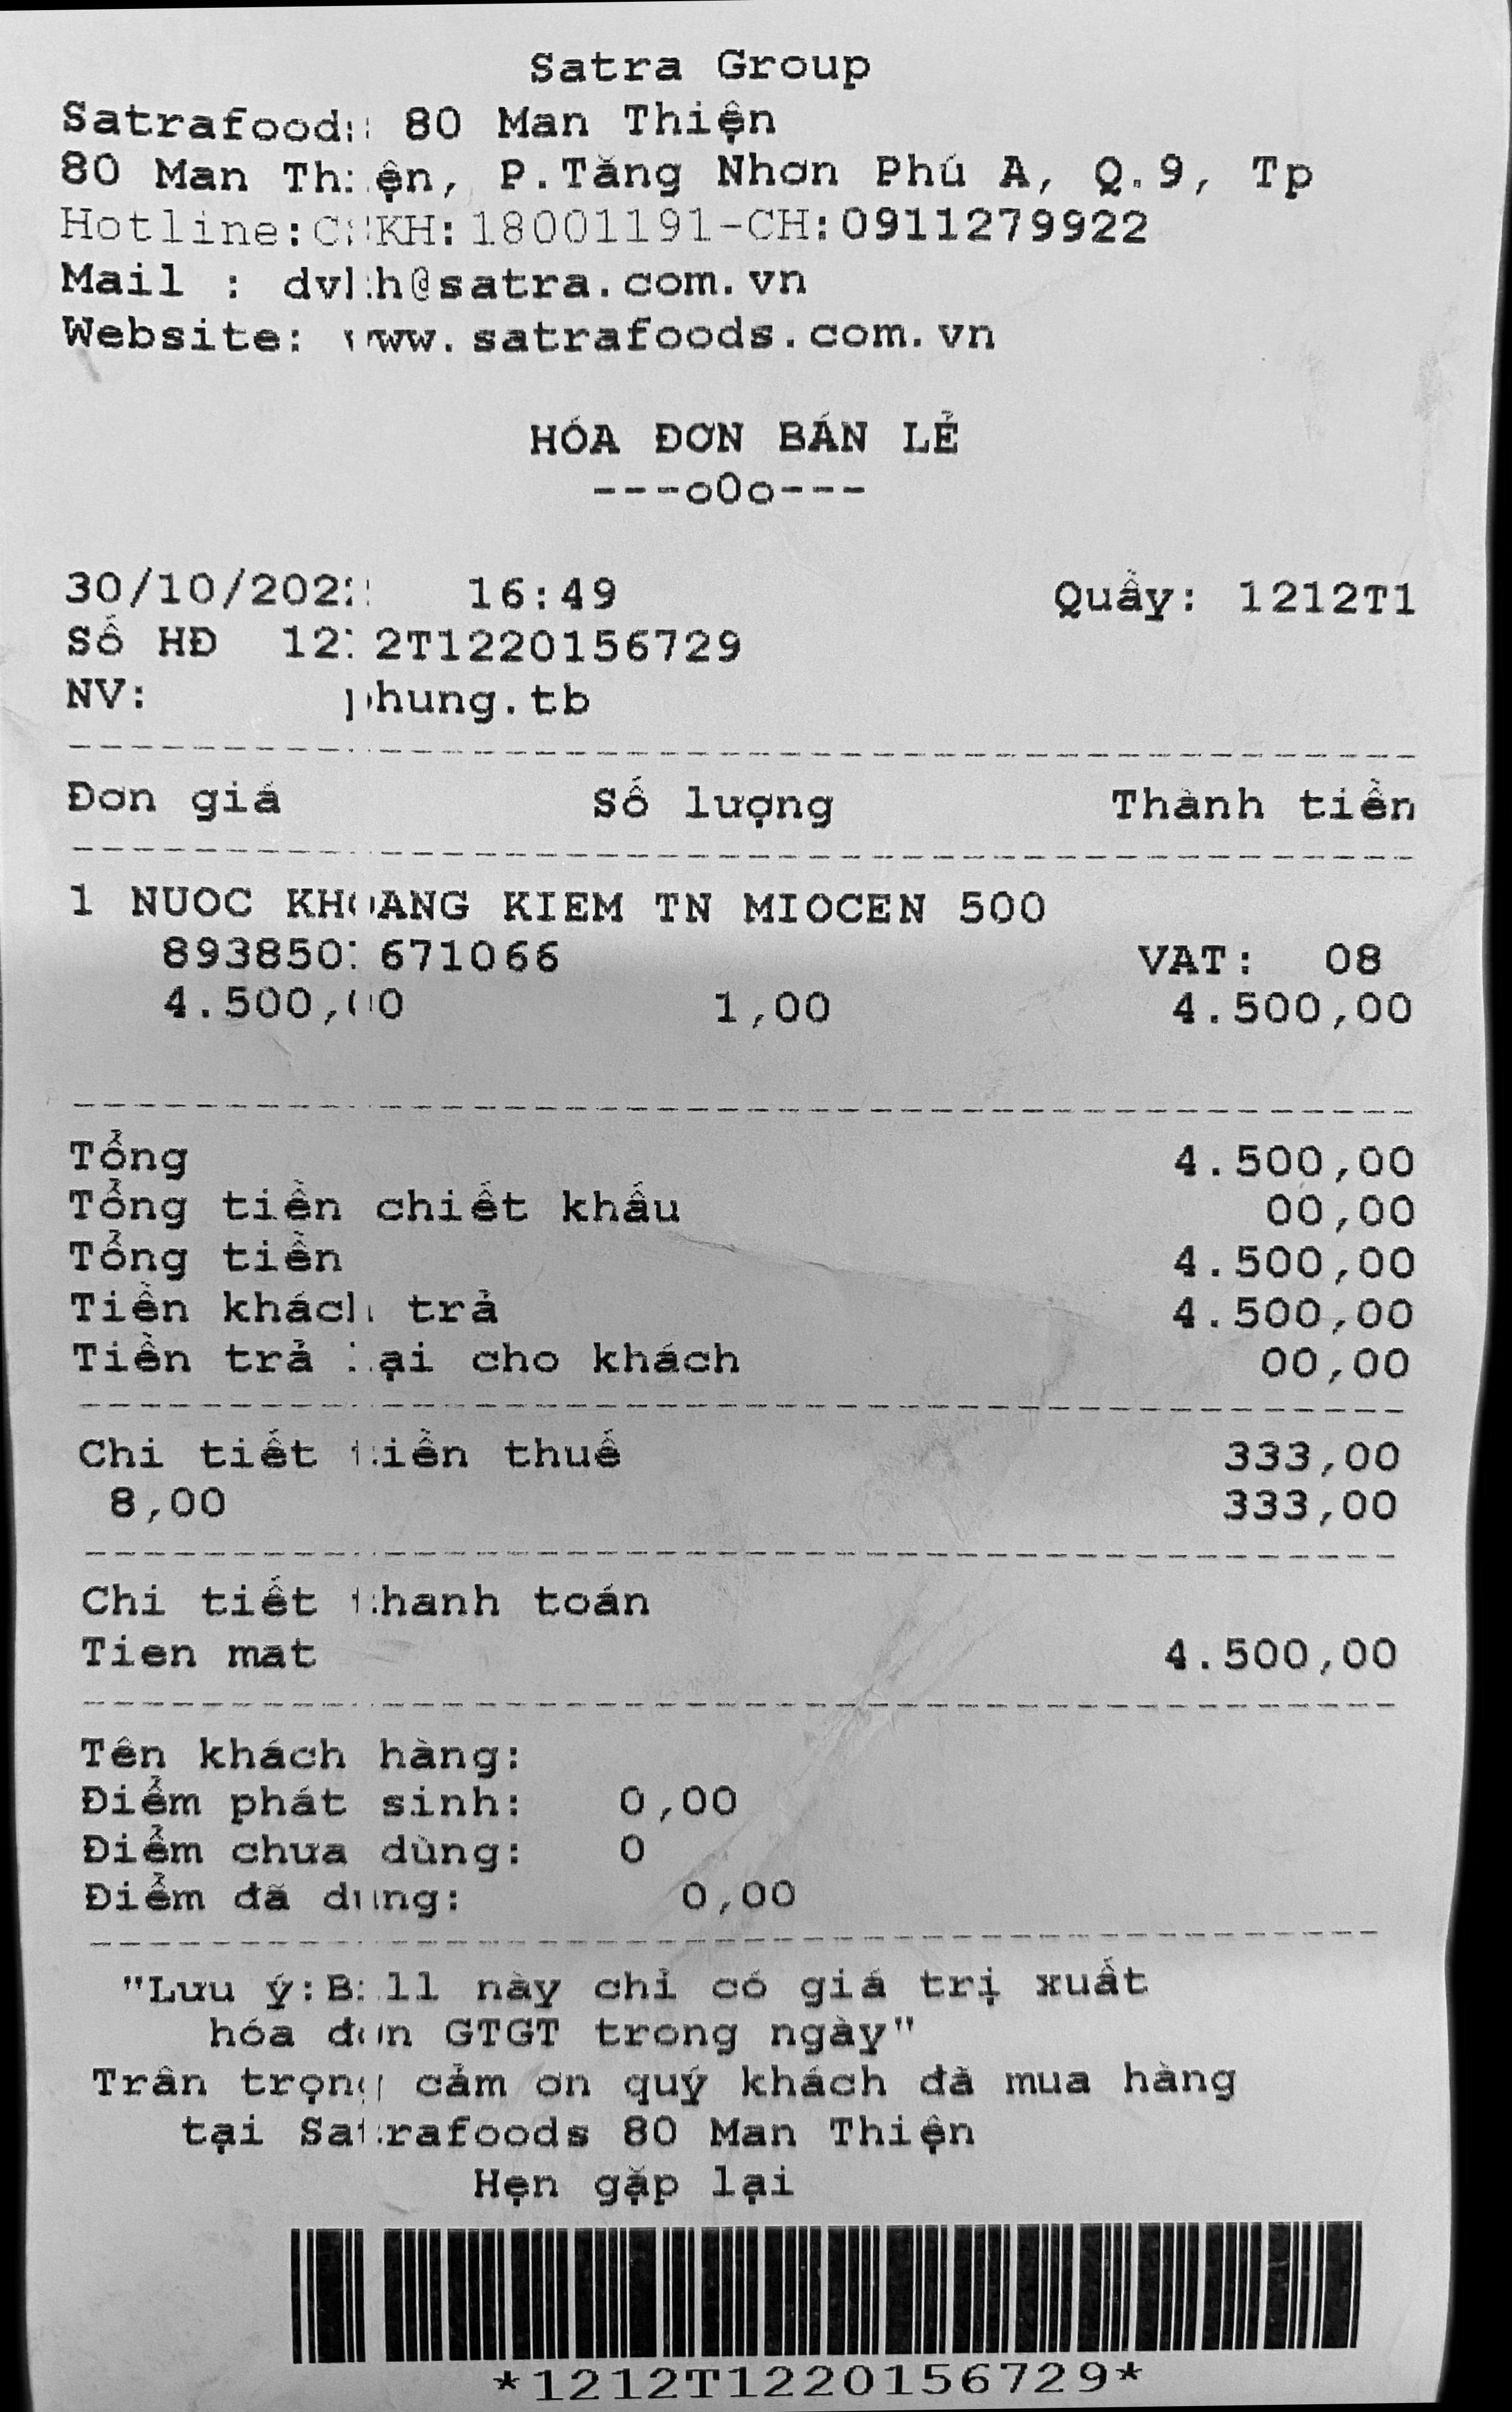 Satra Group
Satrafoods 80 Man Thiện
80 Man Thiện, P.Tăng Nhơn Phú A, Q.9, Tp
Hotline:CSKH:18001191-CH:0911279922
Mail : dvkh@satra.com.vn
Website: www.satrafoods.com.vn
HÓA ĐƠN BÁN LẺ
---oOo---
30/10/2022 16:49 Quầy: 1212T1
Số HĐ 1212T1220156729
NV: phung.tb
Đơn giá Số lượng Thành tiền
1 NUOC KHOANG KIEM TN MIOCEN 500
8938501671066 VAT: 08
4.500,00 1,00 4.500,00
Tổng 4.500,00
Tổng tiền chiết khấu 00,00
Tổng tiền 4.500,00
Tiền khách trả 4.500,00
Tiền trả lại cho khách 00,00
Chi tiết tiền thuế 333,00
8,00 333,00
Chi tiết thanh toán
Tien mat 4.500,00
Tên khách hàng:
Điểm phát sinh: 0,00
Điểm chưa dùng: 0
Điểm đã dung: 0,00
"Lưu ý:Bill này chỉ có giá trị xuất
hóa đơn GTGT trong ngày"
Trân trọng cảm ơn quý khách đã mua hàng
tại Satrafoods 80 Man Thiện
Hẹn gặp lại
*1212T1220156729*